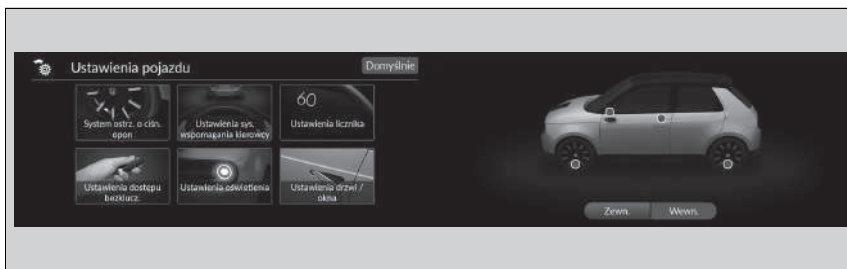 Ustawienia pojazdu
Domyślnie
System ostrz. o ciśn.
opon
Ustawienia sys.
wspomagania kierowcy
60
Ustawienia licznika
Ustawienia dostępu
bezklucz.
Ustawienia oświetlenia
Ustawienia drzwi /
okna
Zewn.
Wewn.